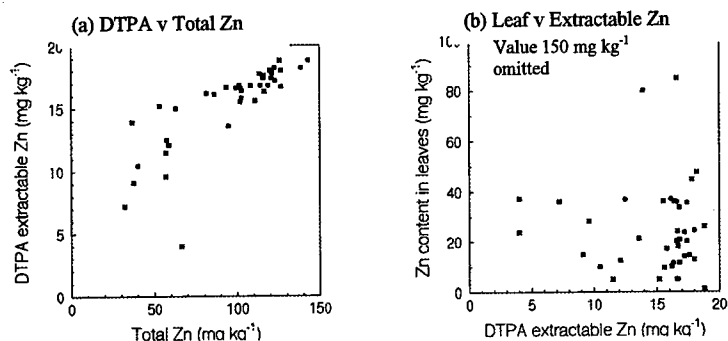 (a) DTPA v Total Zn
20
15
10
5
0
0
50
100
150
DTPA extractable Zn (mg kg⁻¹)
Total Zn (mg kg⁻¹)
(b) Leaf v Extractable Zn
Value 150 mg kg⁻¹
omitted
80
60
40
20
0
0
5
10
15
20
Zn content in leaves (mg kg⁻¹)
DTPA extractable Zn (mg kg⁻¹)